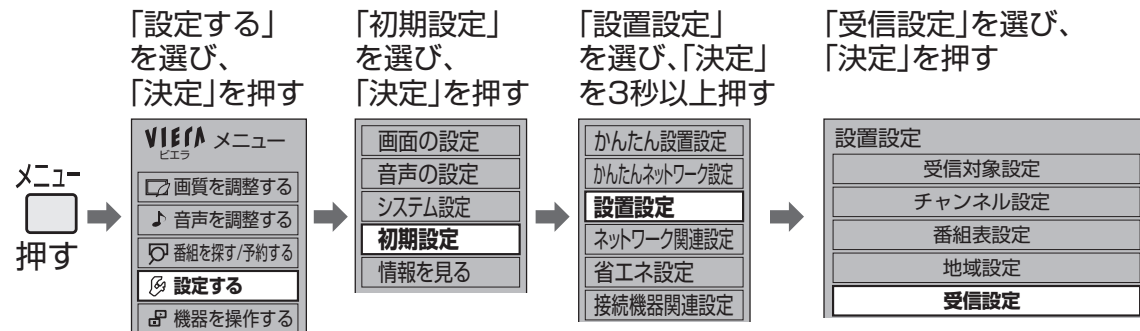 メニュー
押す
「設定する」
を選び、
「決定」を押す
VIERA メニュー
ビエラ
画質を調整する
音声を調整する
番組を探す/予約する
設定する
機器を操作する
「初期設定」
を選び、
「決定」を押す
画面の設定
音声の設定
システム設定
初期設定
情報を見る
「設置設定」
を選び、「決定」
を3秒以上押す
かんたん設置設定
かんたんネットワーク設定
設置設定
ネットワーク関連設定
省エネ設定
接続機器関連設定
「受信設定」を選び、
「決定」を押す
設置設定
受信対象設定
チャンネル設定
番組表設定
地域設定
受信設定